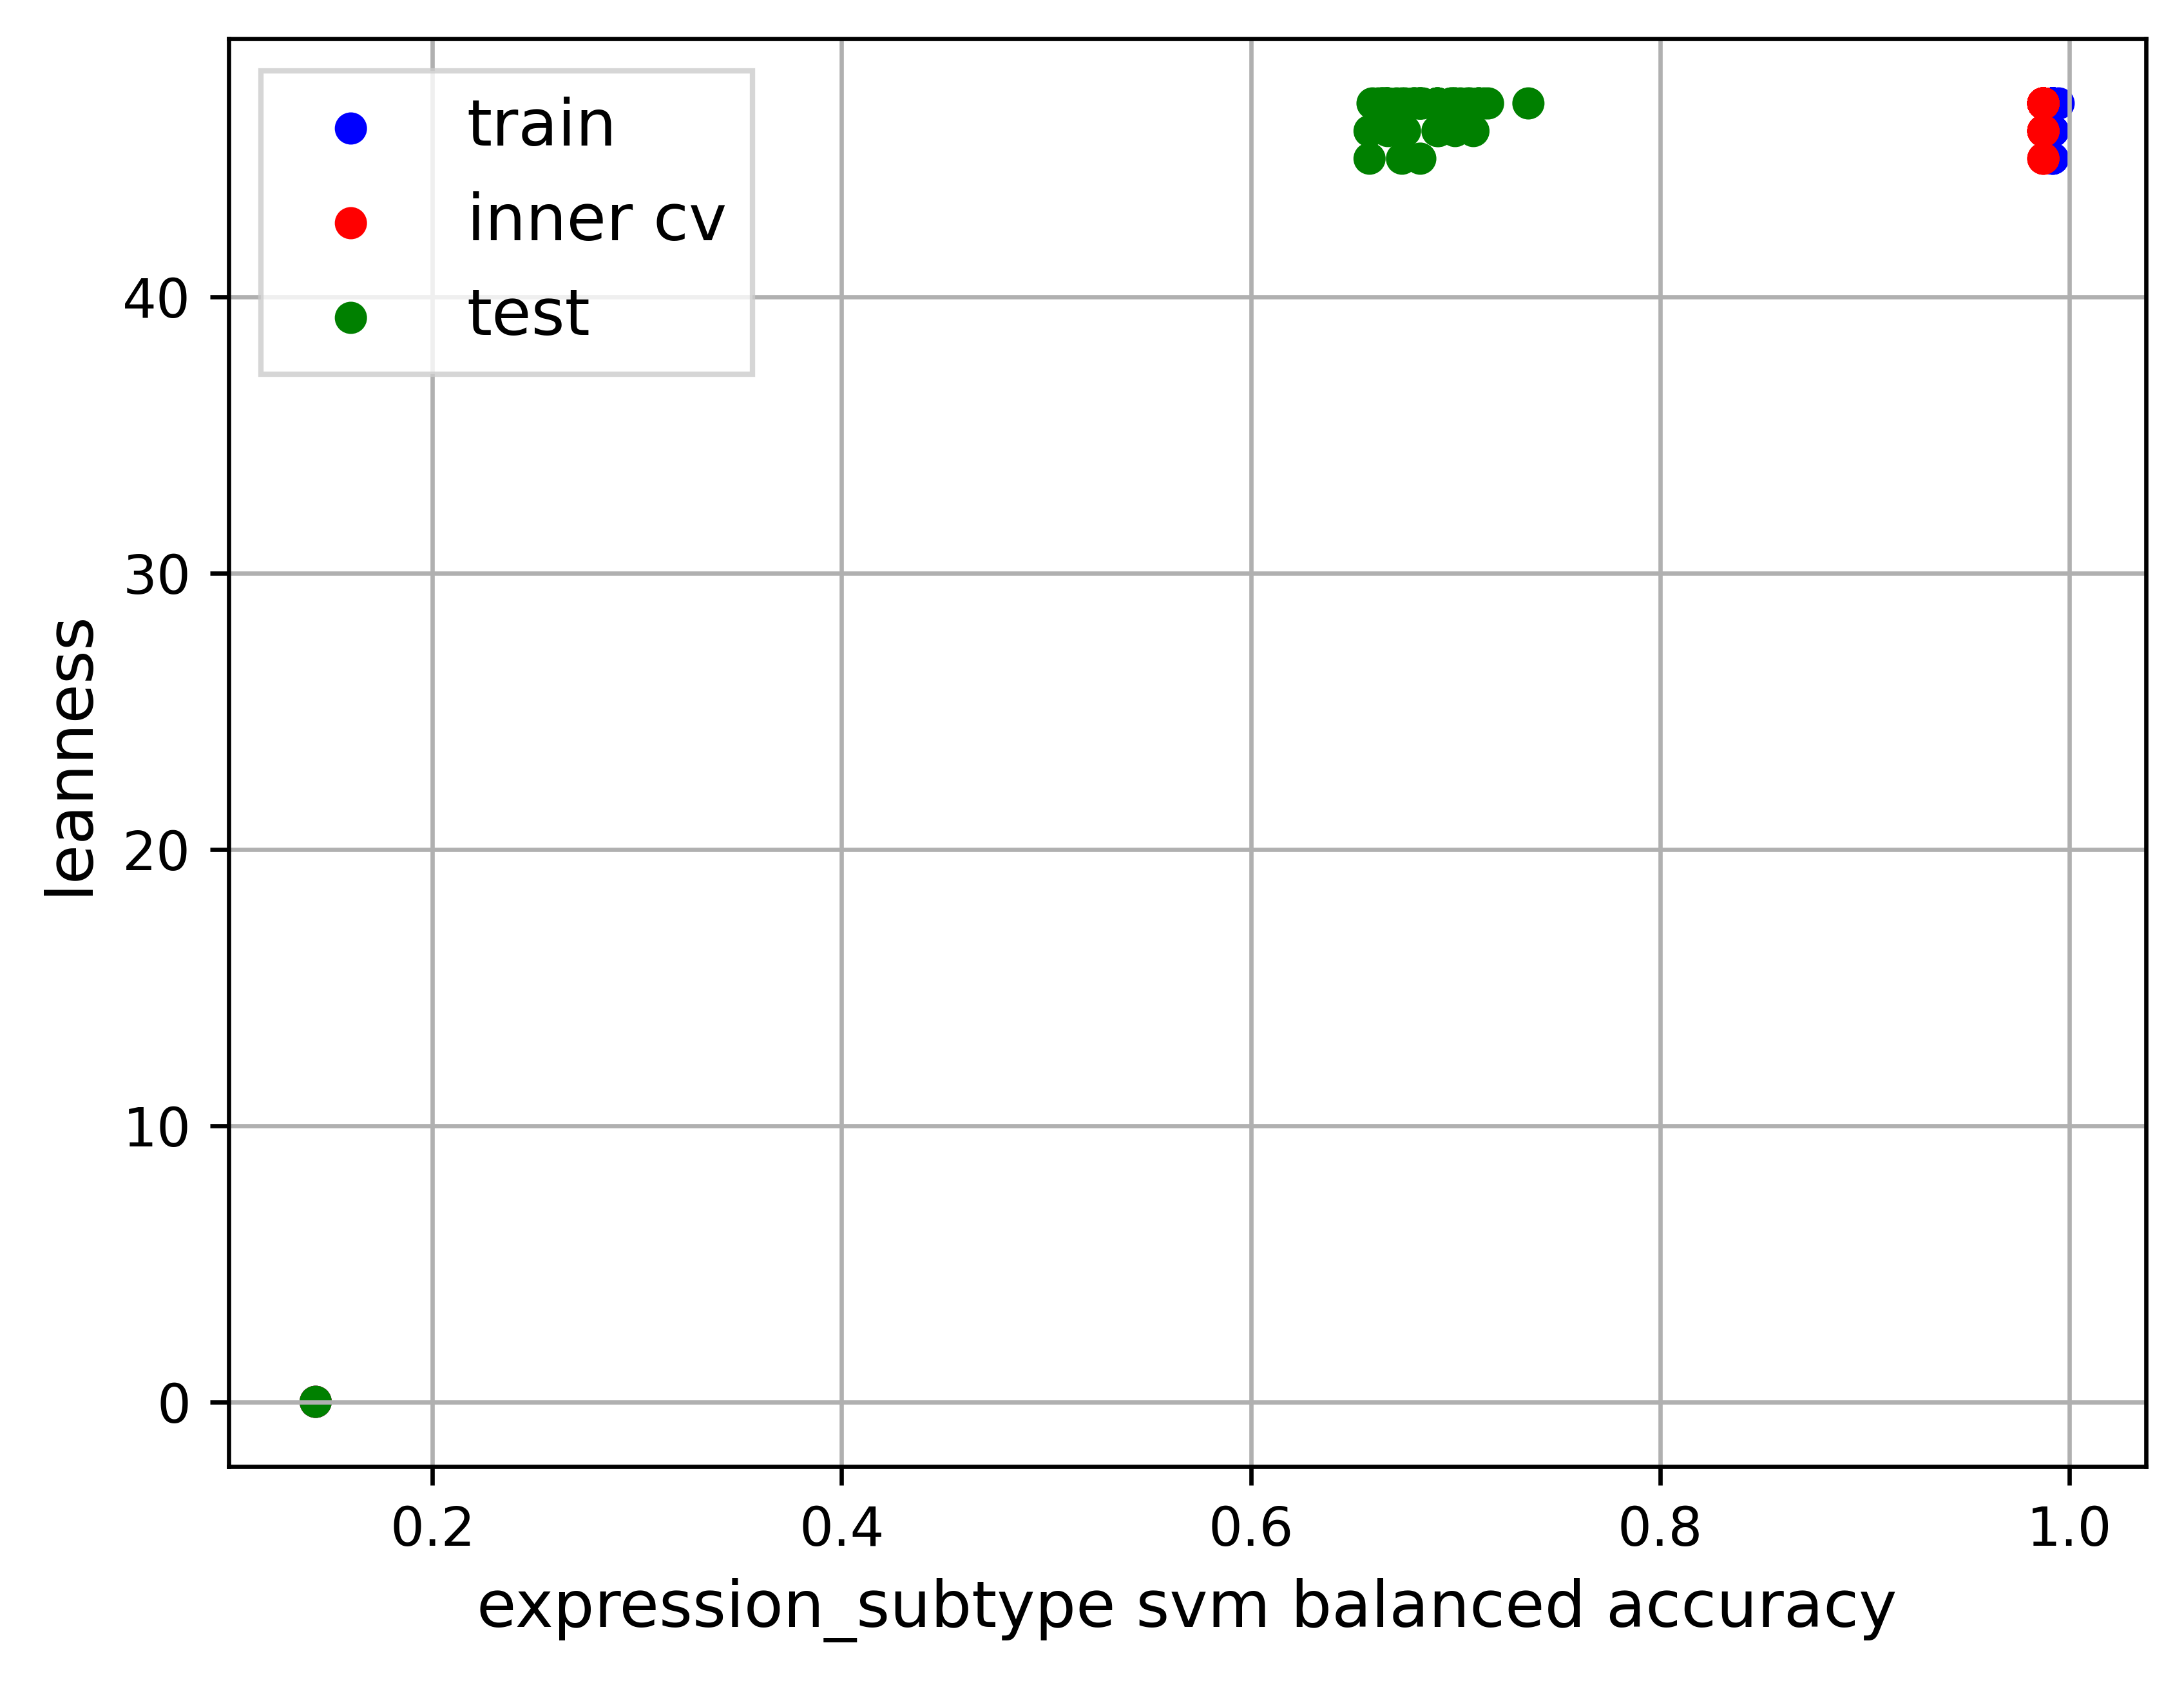 train
inner cv
test
40
30
20
10
0
leanness
0.2 0.4 0.6 0.8 1.0
expression_subtype svm balanced accuracy